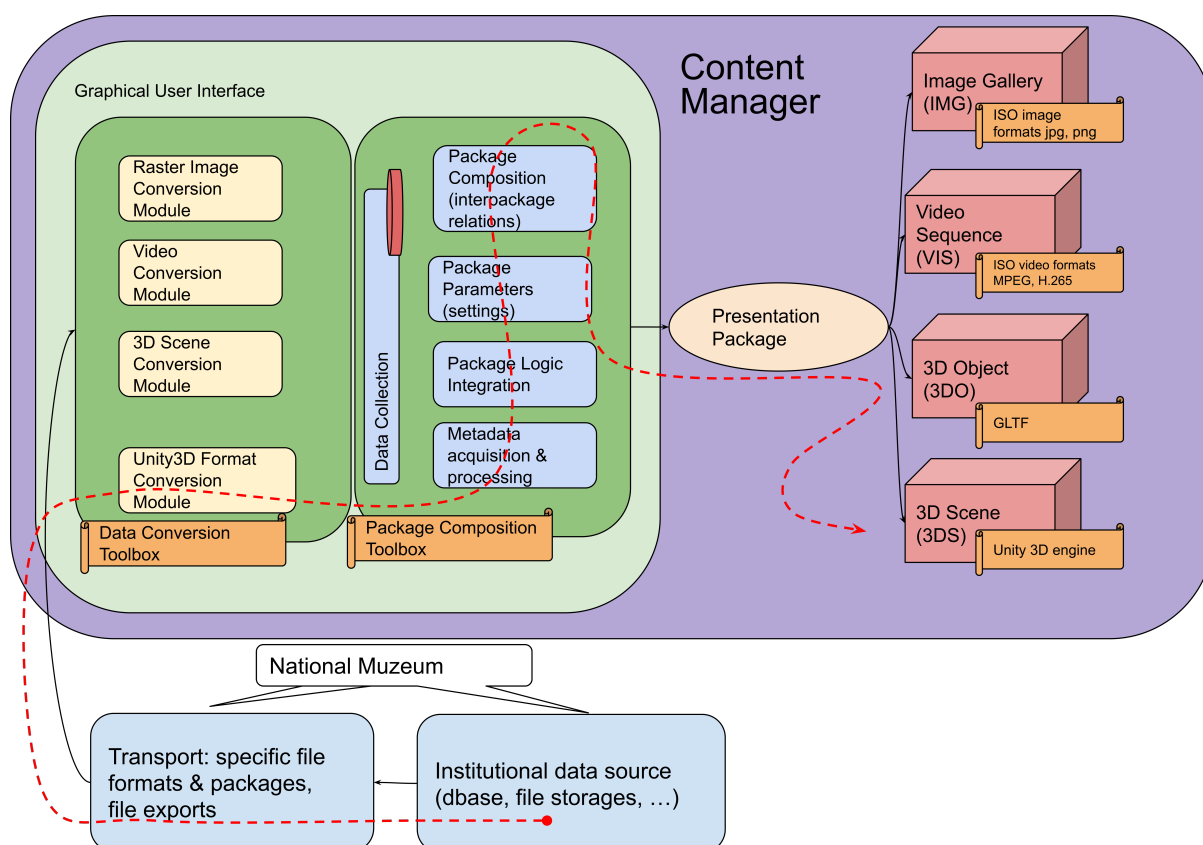 Content
Manager
Graphical User Interface
Raster Image
Conversion
Module
Video
Conversion
Module
3D Scene
Conversion
Module
Unity3D Format
Conversion
Module
Data Conversion
Toolbox
Data Collection
Package
Composition
(interpackage
relations)
Package
Parameters
(settings)
Package Logic
Integration
Metadata
acquisition &
processing
Package Composition
Toolbox
Presentation
Package
Image Gallery
(IMG)
ISO image
formats jpg, png
Video
Sequence
(VIS)
ISO video formats
MPEG, H.265
3D Object
(3DO)
GLTF
3D Scene
(3DS)
Unity 3D engine
National Muzeum
Transport: specific file
formats & packages,
file exports
Institutional data source
(dbase, file storages, …)